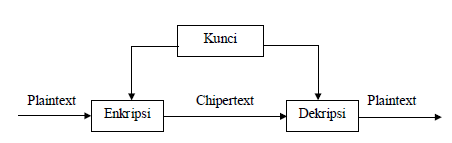 Kunci
Plaintext
Enkripsi
Chipertext
Dekripsi
Plaintext